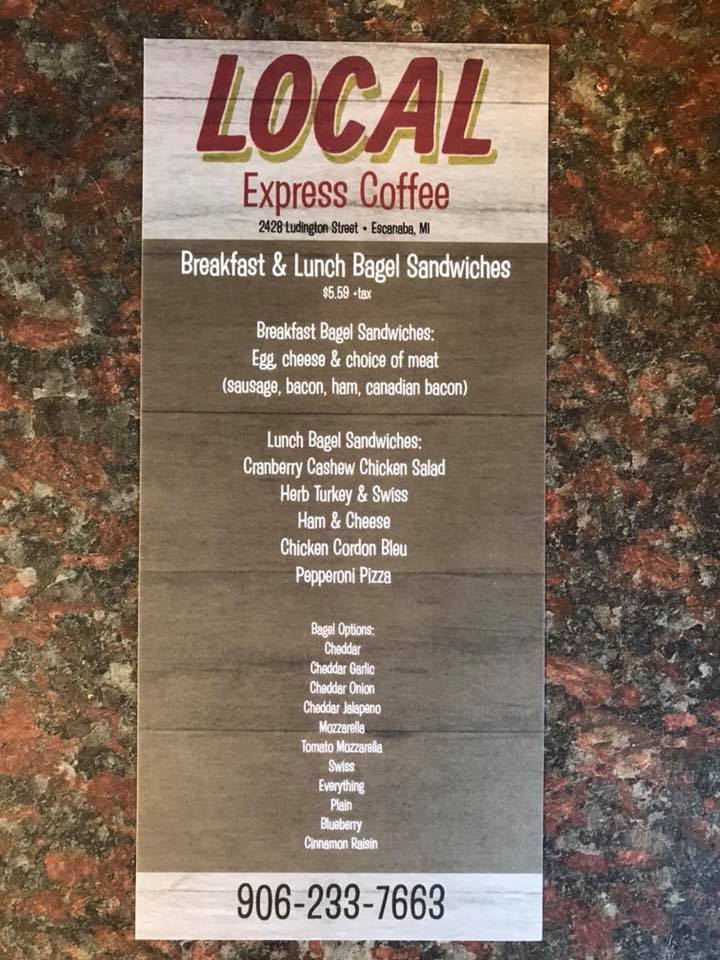 LOCAL
Express Coffee
2428 Ludington Street • Escanaba, MI
Breakfast & Lunch Bagel Sandwiches
$5.59 +tax
Breakfast Bagel Sandwiches:
Egg, cheese & choice of meat
(sausage, bacon, ham, canadian bacon)
Lunch Bagel Sandwiches:
Cranberry Cashew Chicken Salad
Herb Turkey & Swiss
Ham & Cheese
Chicken Cordon Bleu
Pepperoni Pizza
Bagel Options:
Cheddar
Cheddar Garlic
Cheddar Onion
Cheddar Jalapeno
Mozzarella
Tomato Mozzarella
Swiss
Everything
Plain
Blueberry
Cinnamon Raisin
906-233-7663